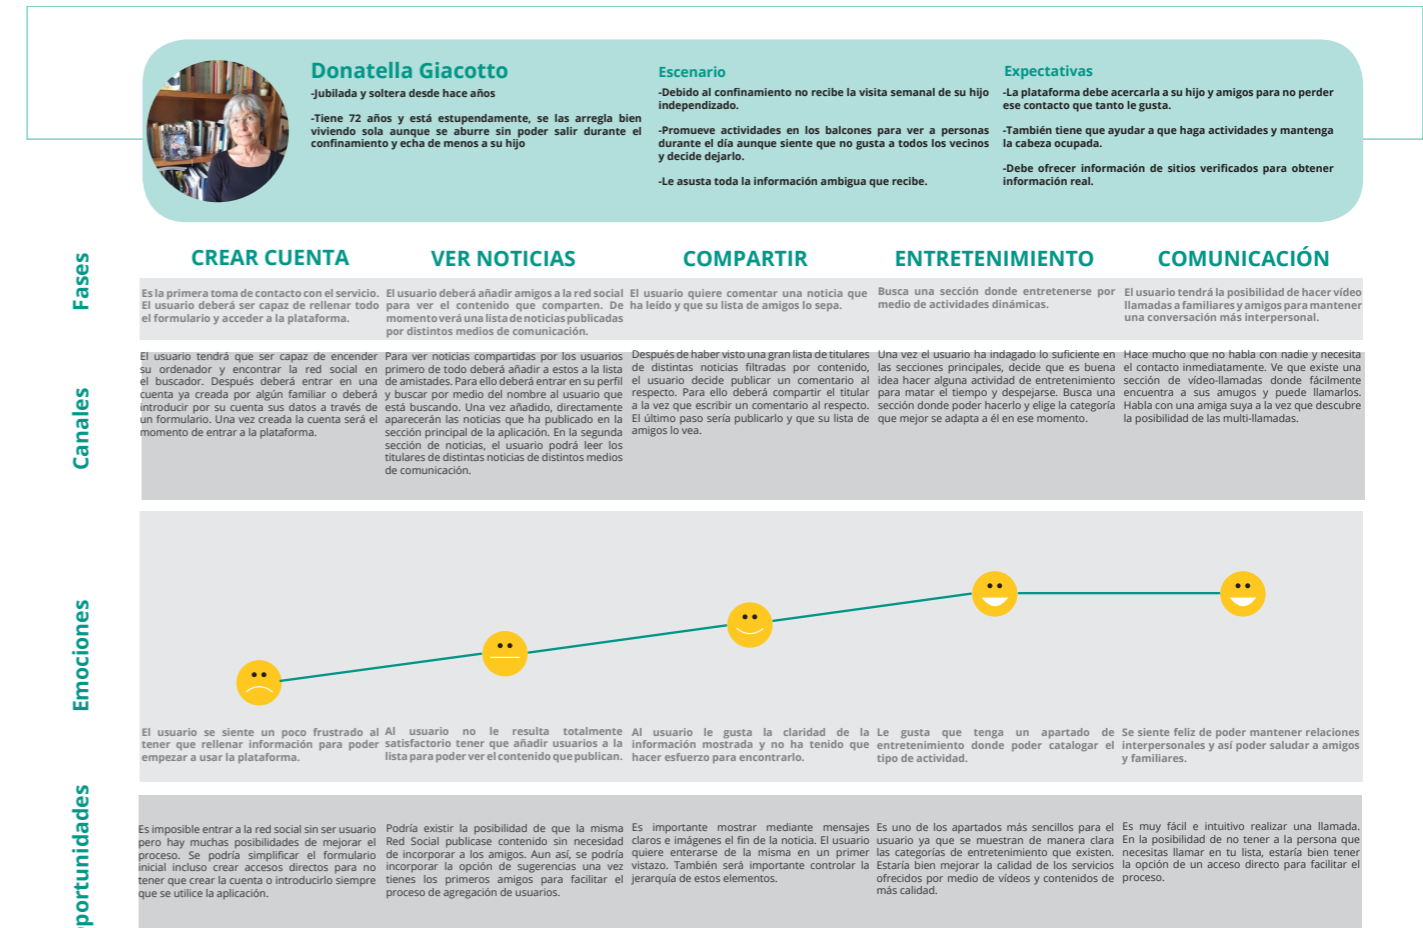 Donatella Giacotto
-Jubilada y soltera desde hace años
-Tiene 72 años y está estupendamente, se las arregla bien
viviendo sola aunque se aburre sin poder salir durante el
confinamiento y echa de menos a su hijo
Escenario
-Debido al confinamiento no recibe la visita semanal de su hijo
independizado.
-Promueve actividades en los balcones para ver a personas
durante el día aunque siente que no gusta a todos los vecinos
y decide dejarlo.
-Le asusta toda la información ambigua que recibe.
Expectativas
-La plataforma debe acercarla a su hijo y amigos para no perder
ese contacto que tanto le gusta.
-También tiene que ayudar a que haga actividades y mantenga
la cabeza ocupada.
-Debe ofrecer información de sitios verificados para obtener
información real.
Fases
CREAR CUENTA
Es la primera toma de contacto con el servicio.
El usuario deberá ser capaz de rellenar todo
el formulario y acceder a la plataforma.
VER NOTICIAS
El usuario deberá añadir amigos a la red social
para ver el contenido que comparten. De
momento verá una lista de noticias publicadas
por distintos medios de comunicación.
COMPARTIR
El usuario quiere comentar una noticia que
ha leído y que su lista de amigos lo sepa.
ENTRETENIMIENTO
Busca una sección donde entretenerse por
medio de actividades dinámicas.
COMUNICACIÓN
El usuario tendrá la posibilidad de hacer vídeo
llamadas a familiares y amigos para mantener
una conversación más interpersonal.
Canales
El usuario tendrá que ser capaz de encender
su ordenador y encontrar la red social en
el buscador. Después deberá entrar en una
cuenta ya creada por algún familiar o deberá
introducir por su cuenta sus datos a través de
un formulario. Una vez creada la cuenta será el
momento de entrar a la plataforma.
Para ver noticias compartidas por los usuarios
primero de todo deberá añadir a estos a la lista
de amistades. Para ello deberá entrar en su perfil
y buscar por medio del nombre al usuario que
está buscando. Una vez añadido, directamente
aparecerán las noticias que ha publicado en la
sección principal de la aplicación. En la segunda
sección de noticias, el usuario podrá leer los
titulares de distintas noticias de distintos medios
de comunicación.
Después de haber visto una gran lista de titulares
de distintas noticias filtradas por contenido,
el usuario decide publicar un comentario al
respecto. Para ello deberá compartir el titular
a la vez que escribir un comentario al respecto.
El último paso sería publicarlo y que su lista de
amigos lo vea.
Una vez el usuario ha indagado lo suficiente en
las secciones principales, decide que es buena
idea hacer alguna actividad de entretenimiento
para matar el tiempo y despejarse. Busca una
sección donde poder hacerlo y elige la categoría
que mejor se adapta a él en ese momento.
Hace mucho que no habla con nadie y necesita
el contacto inmediatamente. Ve que existe una
sección de vídeo-llamadas donde fácilmente
encuentra a sus amugos y puede llamarlos.
Habla con una amiga suya a la vez que descubre
la posibilidad de las multi-llamadas.
Emociones
El usuario se siente un poco frustrado al
tener que rellenar información para poder
empezar a usar la plataforma.
Al usuario no le resulta totalmente
satisfactorio tener que añadir usuarios a la
lista para poder ver el contenido que publican.
Al usuario le gusta la claridad de la
información mostrada y no ha tenido que
hacer esfuerzo para encontrarlo.
Le gusta que tenga un apartado de
entretenimiento donde poder catalogar el
tipo de actividad.
Se siente feliz de poder mantener relaciones
interpersonales y así poder saludar a amigos
y familiares.
portunidades
Es imposible entrar a la red social sin ser usuario
pero hay muchas posibilidades de mejorar el
proceso. Se podría simplificar el formulario
inicial incluso crear accesos directos para no
tener que crear la cuenta o introducirlo siempre
que se utilice la aplicación.
Podría existir la posibilidad de que la misma
Red Social publicase contenido sin necesidad
de incorporar a los amigos. Aun así, se podría
incorporar la opción de sugerencias una vez
tienes los primeros amigos para facilitar el
proceso de agregación de usuarios.
Es importante mostrar mediante mensajes
claros e imágenes el fin de la noticia. El usuario
quiere enterarse de la misma en un primer
vistazo. También será importante controlar la
jerarquía de estos elementos.
Es uno de los apartados más sencillos para el
usuario ya que se muestran de manera clara
las categorías de entretenimiento que existen.
Estaría bien mejorar la calidad de los servicios
ofrecidos por medio de vídeos y contenidos de
más calidad.
Es muy fácil e intuitivo realizar una llamada.
En la posibilidad de no tener a la persona que
necesitas llamar en tu lista, estaría bien tener
la opción de un acceso directo para facilitar el
proceso.